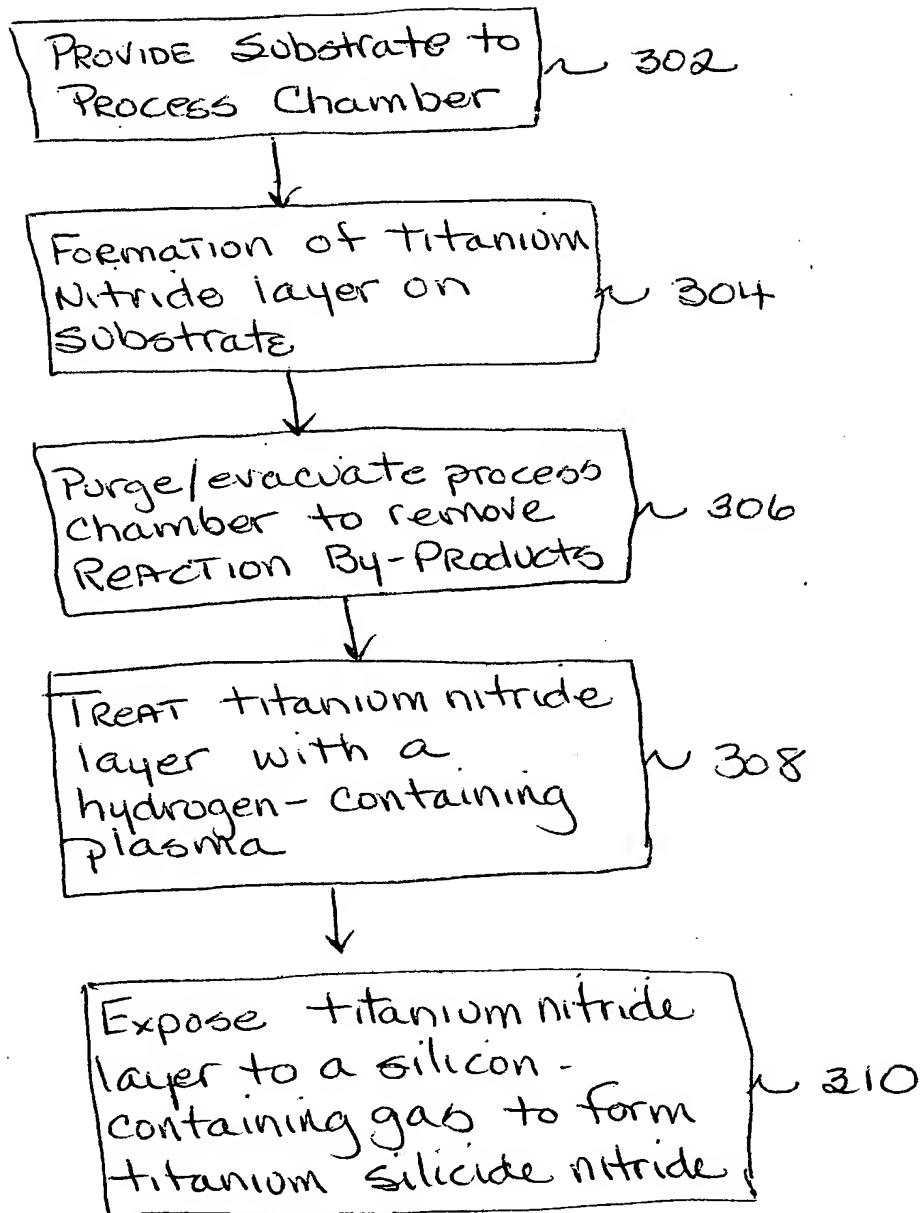 PROVIDE Substrate to
Process Chamber
302
Formation of titanium
Nitride layer on
Substrate
304
Purge/evacuate process
chamber to remove
Reaction By-Products
306
Treat titanium nitride
layer with a
hydrogen-containing
plasma
308
Expose titanium nitride
layer to a silicon-
containing gas to form
titanium silicide nitride
310